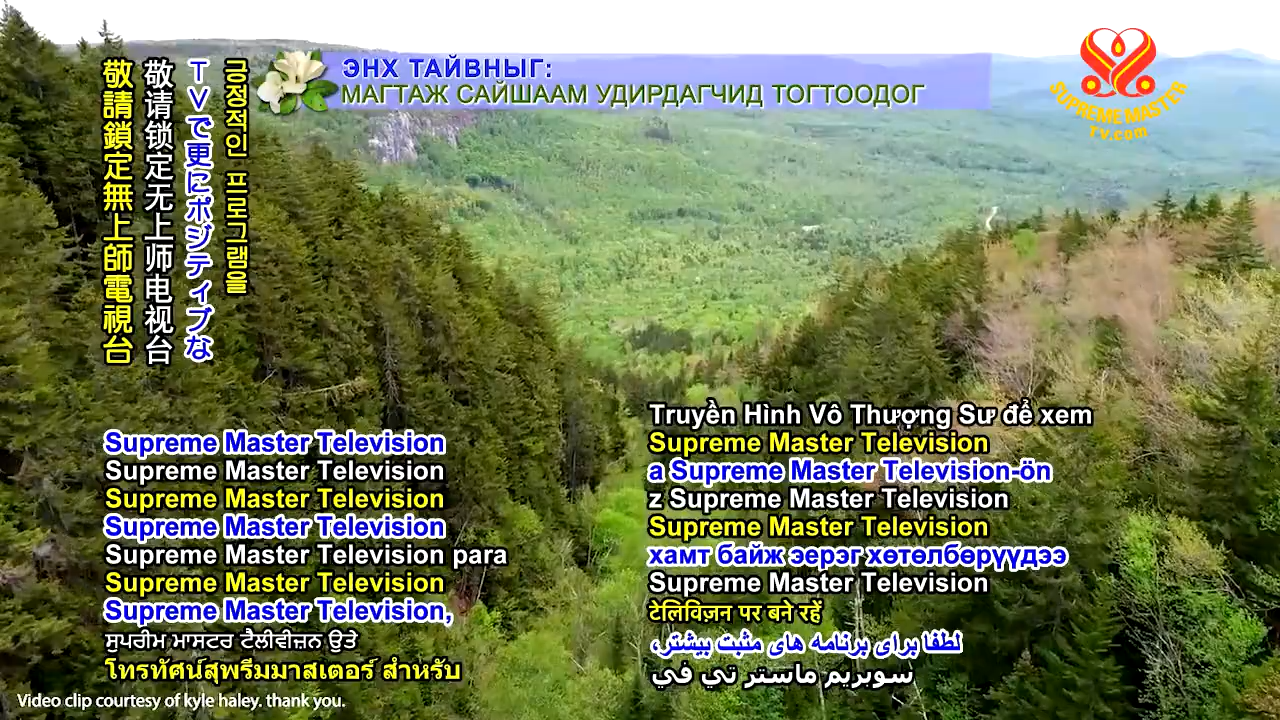 ЭНХ ТАЙВНЫГ:
МАГТАЖ САЙШААМ УДИРДАГЧИД ТОГТООДОГ
SUPREME MASTER
TV.com
敬請鎖定無上師電視台
敬请锁定无上师电视台
TVで更にポジティブな
긍정적인 프로그램을
Supreme Master Television
Supreme Master Television
Supreme Master Television
Supreme Master Television
Supreme Master Television para
Supreme Master Television
Supreme Master Television,
ਸੁਪਰੀਮ ਮਾਸਟਰ ਟੈਲੀਵੀਜ਼ਨ ਉਤੇ
โทรทัศน์สุพรีมมาสเตอร์ สำหรับ
Truyền Hình Vô Thượng Sư để xem
Supreme Master Television
a Supreme Master Television-ön
z Supreme Master Television
Supreme Master Television
хамт байж эерэг хөтөлбөрүүдээ
Supreme Master Television
टेलिविज़न पर बने रहें
لطفا برای برنامه های مثبت بیشتر،
سوبريم ماستر تي في
Video clip courtesy of kyle haley. thank you.